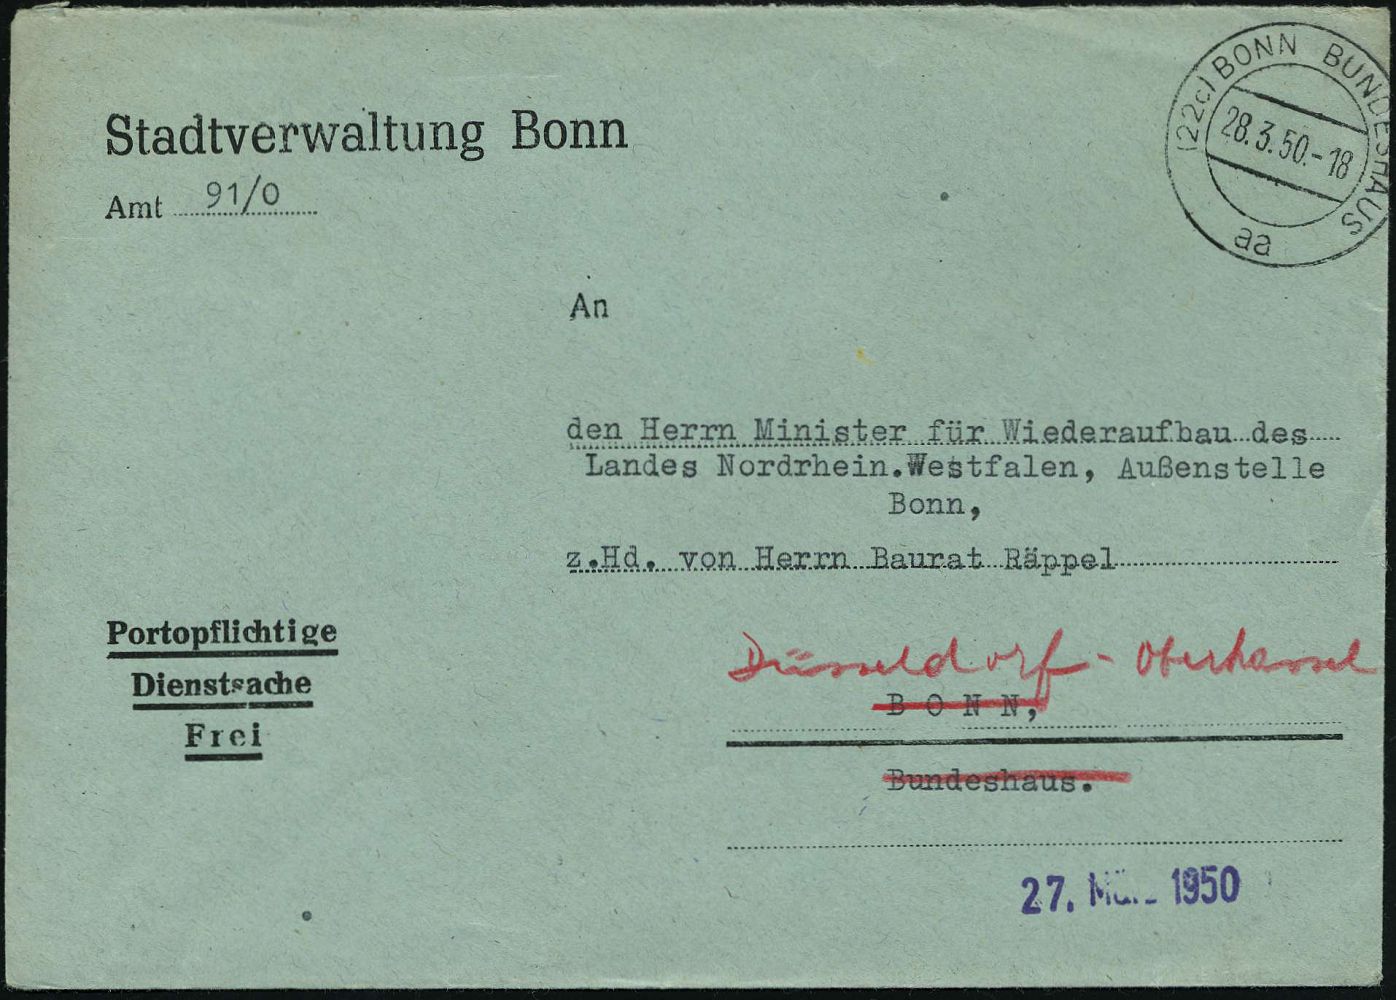 Stadtverwaltung Bonn
Amt 91/0
(22c) BONN BUNDESHAUS
28.3.50.-18
aa
An
den Herrn Minister für Wiederaufbau des
Landes Nordrhein.Westfalen, Außenstelle
Bonn,
z.Hd. von Herrn Baurat Räppel
Portopflichtige
Dienstsache
Frei
Düsseldorf - Oberkassel
B O N N,
Bundeshaus.
27. März 1950